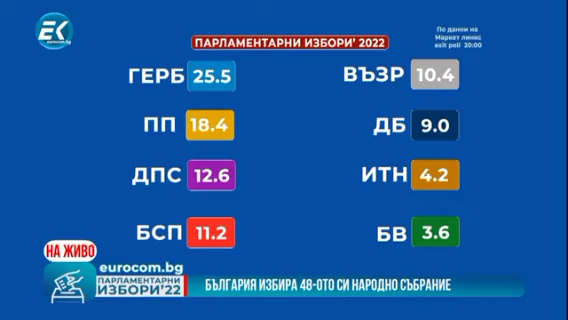 EK
eurocom.bg
ПАРЛАМЕНТАРНИ ИЗБОРИ' 2022
По данни на
Маркет линкс
exit poll 20:00
ГЕРБ 25.5
ВЪЗР 10.4
ПП 18.4
ДБ 9.0
ДПС 12.6
ИТН 4.2
БСП 11.2
БВ 3.6
НА ЖИВО
eurocom.bg
ПАРЛАМЕНТАРНИ
ИЗБОРИ'22
БЪЛГАРИЯ ИЗБИРА 48-ОТО СИ НАРОДНО СЪБРАНИЕ